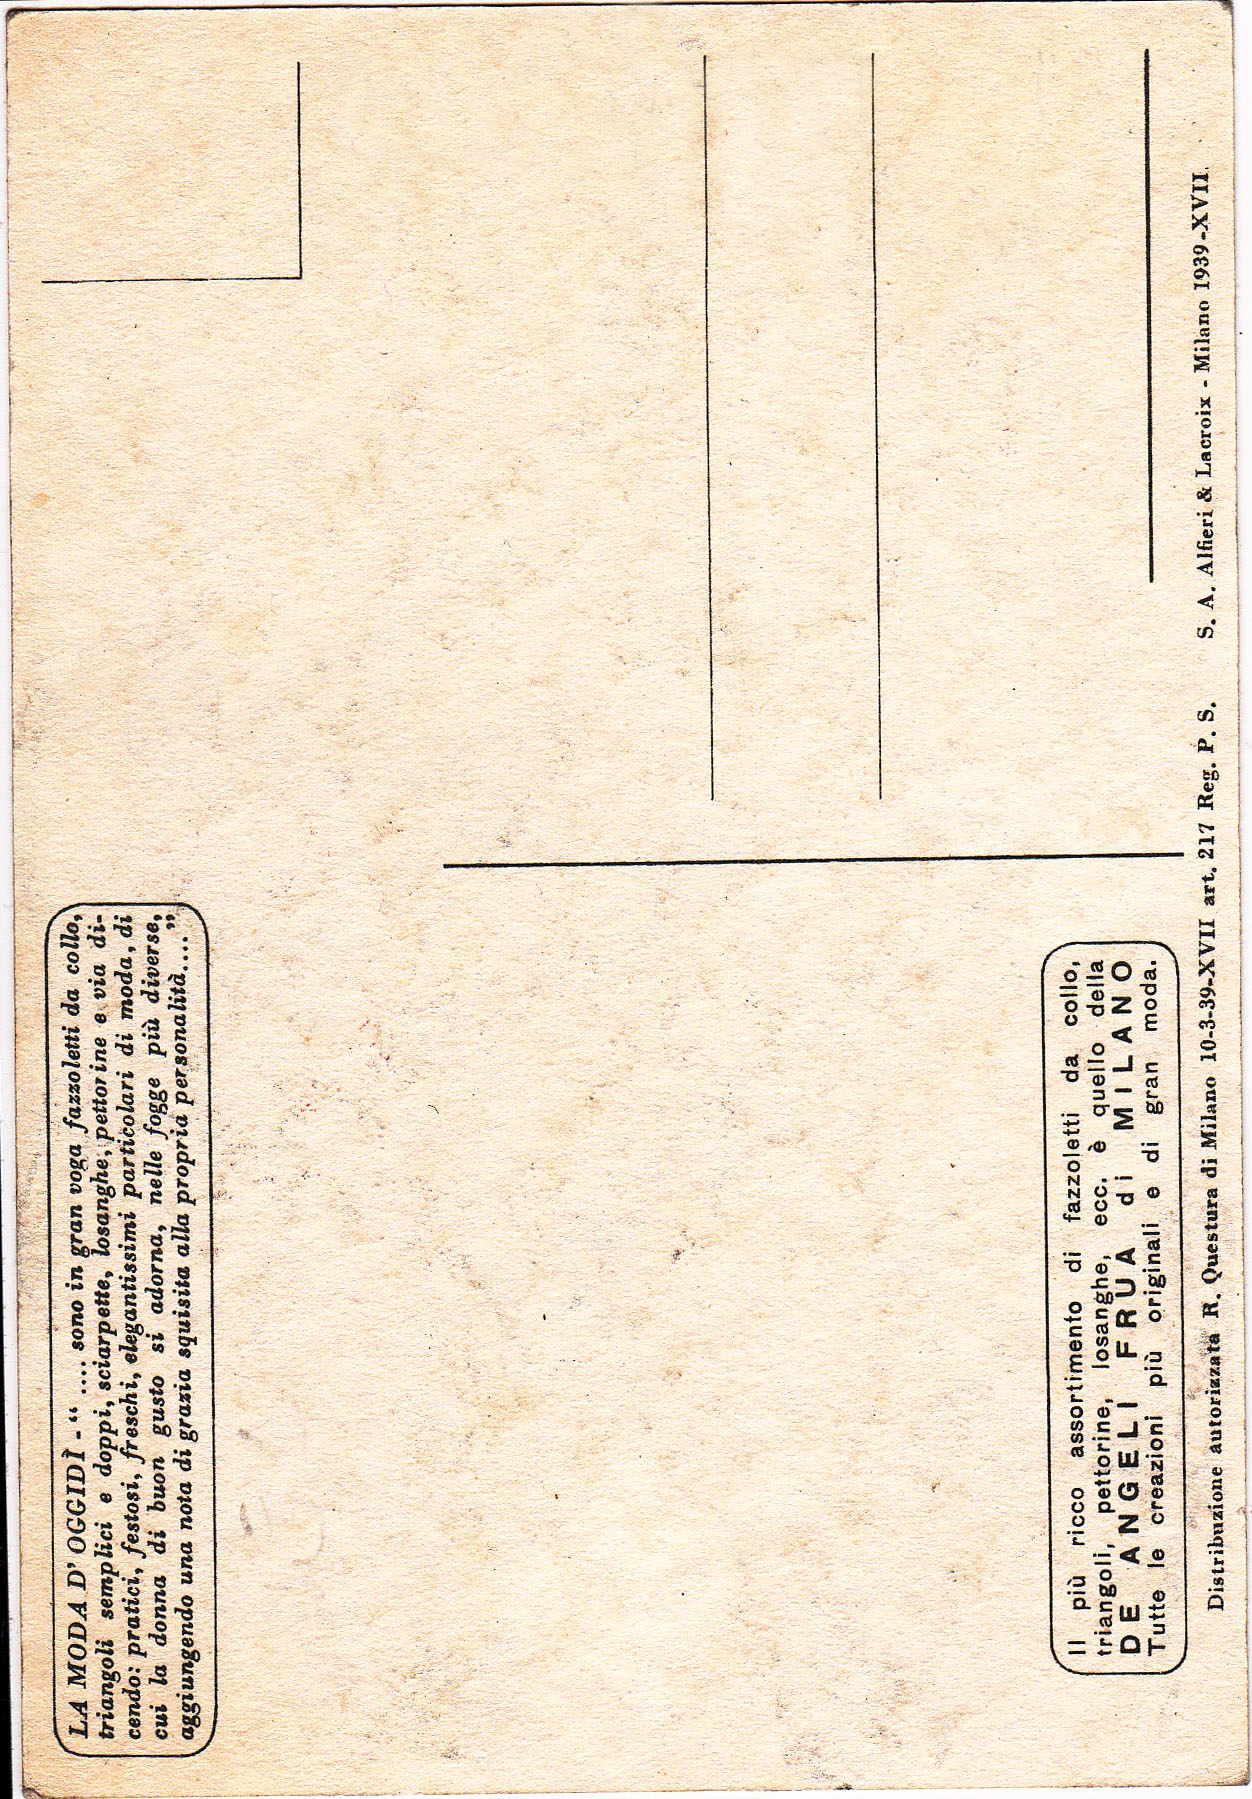 LA MODA D' OGGIDÌ - “ .... sono in gran voga fazzoletti da collo,
triangoli semplici e doppi, sciarpette, losanghe, pettorine e via di-
cendo: pratici, festosi, freschi, elegantissimi particolari di moda, di
cui la donna di buon gusto si adorna, nelle fogge più diverse,
aggiungendo una nota di grazia squisita alla propria personalità.... ”
Il più ricco assortimento di fazzoletti da collo,
triangoli, pettorine, losanghe, ecc. è quello della
DE ANGELI FRUA di MILANO
Tutte le creazioni più originali e di gran moda.
Distribuzione autorizzata R. Questura di Milano 10-3-39-XVII art. 217 Reg. P. S. S. A. Alfieri & Lacroix - Milano 1939-XVII.